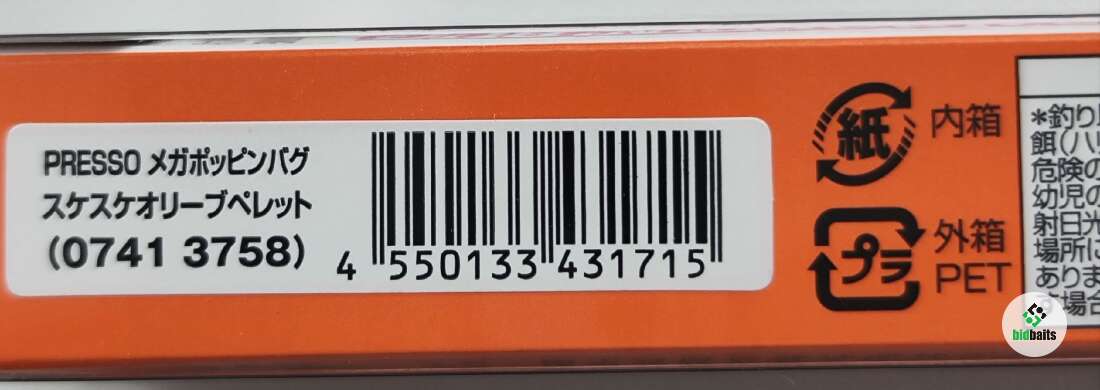 PRESSO メガポッピンバグ
スケスケオリーブペレット
(0741 3758)
4 550133 431715
紙
内箱
プラ
外箱
PET
*釣り
餌(ハリ
危険の
幼児の
射日光
場所に
ありま
場合
bidbaits